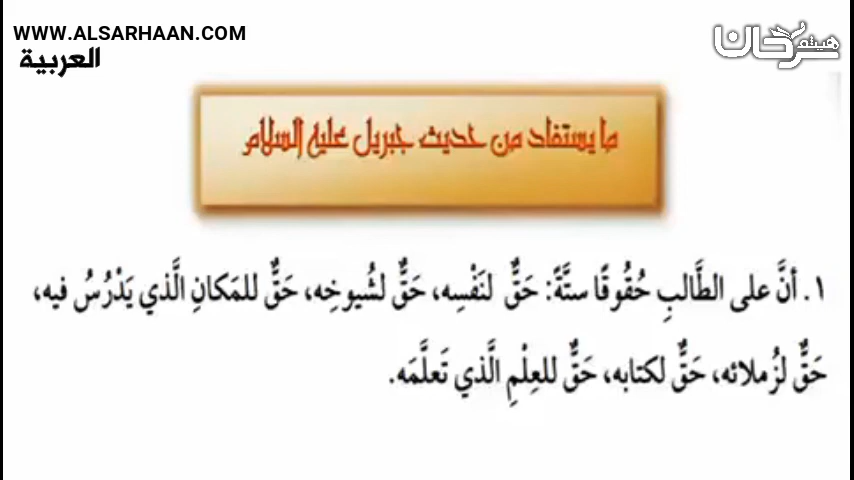 WWW.ALSARHAAN.COM
العربية
هيثم سرحان
ما يستفاد من حديث جبريل عليه السلام
١. أنَّ على الطَّالبِ حُقُوقًا ستَّةً: حَقٌّ لنَفْسِه، حَقٌّ لشُيوخِه، حَقٌّ للمَكانِ الَّذي يَدْرُسُ فيه،
حَقٌّ لزُملائه، حَقٌّ لكتابه، حَقٌّ للعِلْمِ الَّذي تَعلَّمَه.